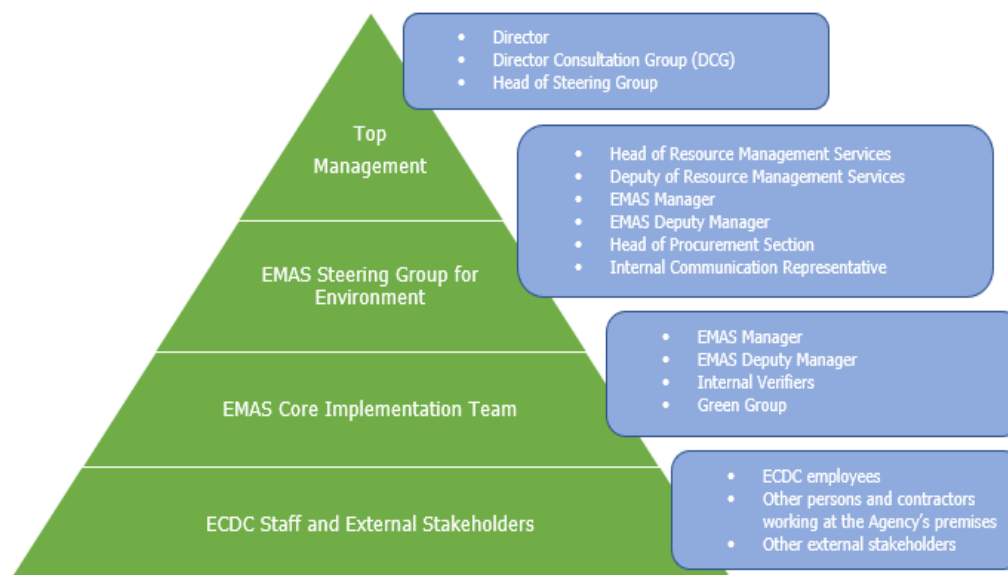 • Director
• Director Consultation Group (DCG)
• Head of Steering Group
Top
Management
• Head of Resource Management Services
• Deputy of Resource Management Services
• EMAS Manager
• EMAS Deputy Manager
• Head of Procurement Section
• Internal Communication Representative
EMAS Steering Group for
Environment
• EMAS Manager
• EMAS Deputy Manager
• Internal Verifiers
• Green Group
EMAS Core Implementation Team
• ECDC employees
• Other persons and contractors
working at the Agency's premises
• Other external stakeholders
ECDC Staff and External Stakeholders